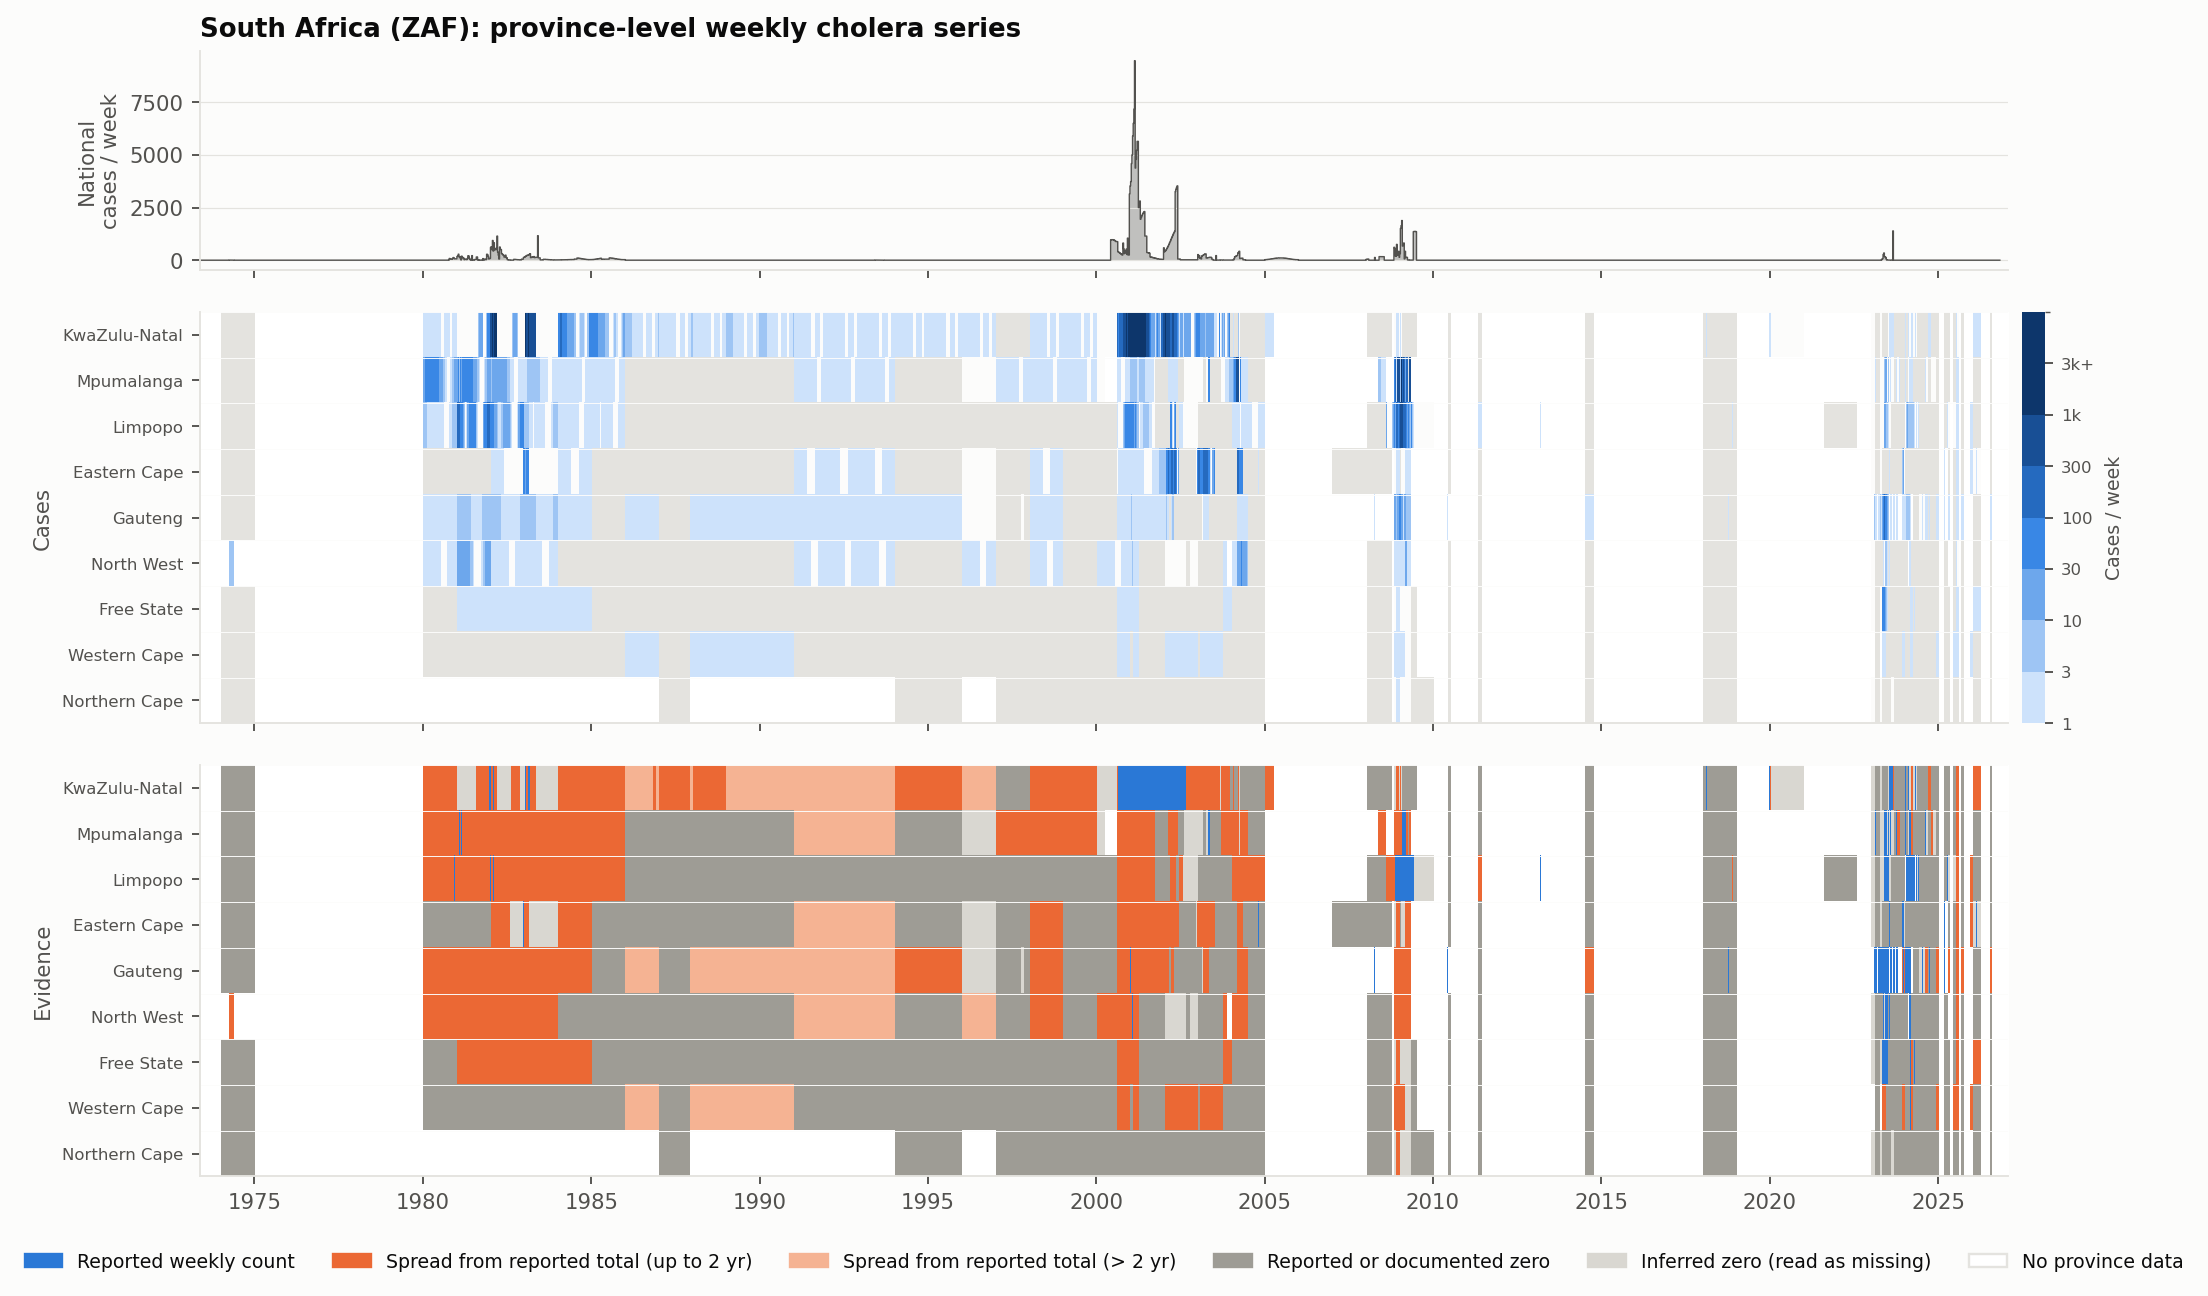 South Africa (ZAF): province-level weekly cholera series
National
cases / week
7500
5000
2500
0
Cases
KwaZulu-Natal
Mpumalanga
Limpopo
Eastern Cape
Gauteng
North West
Free State
Western Cape
Northern Cape
3k+
1k
300
100
30
10
3
1
Cases / week
Evidence
KwaZulu-Natal
Mpumalanga
Limpopo
Eastern Cape
Gauteng
North West
Free State
Western Cape
Northern Cape
1975 1980 1985 1990 1995 2000 2005 2010 2015 2020 2025
Reported weekly count Spread from reported total (up to 2 yr) Spread from reported total (> 2 yr) Reported or documented zero Inferred zero (read as missing) No province data